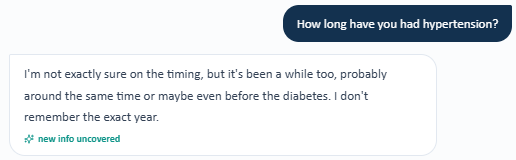 How long have you had hypertension?
I'm not exactly sure on the timing, but it's been a while too, probably
around the same time or maybe even before the diabetes. I don't
remember the exact year.
new info uncovered